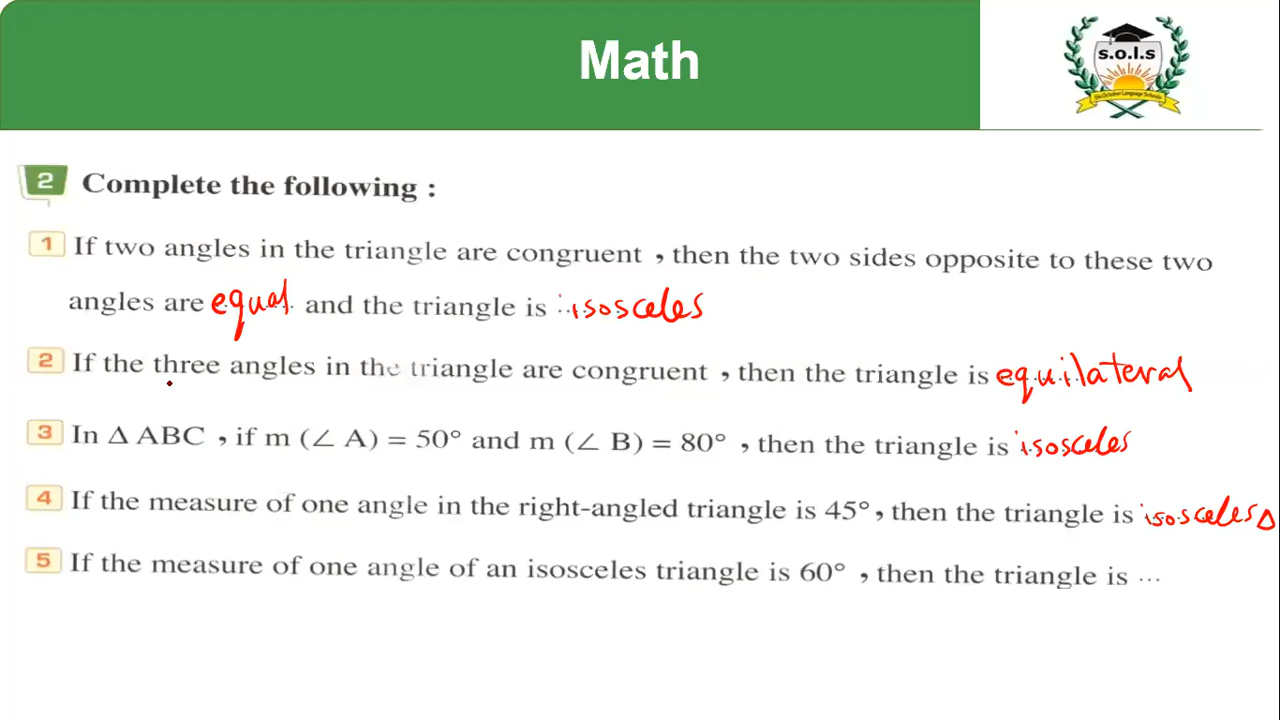 Math
s.o.l.s
2 Complete the following :
1 If two angles in the triangle are congruent , then the two sides opposite to these two
angles are equal and the triangle is isosceles
2 If the three angles in the triangle are congruent , then the triangle is equilateral
3 In Δ ABC , if m (∠ A) = 50° and m (∠ B) = 80° , then the triangle is isosceles
4 If the measure of one angle in the right-angled triangle is 45° , then the triangle is isosceles Δ
5 If the measure of one angle of an isosceles triangle is 60° , then the triangle is ...